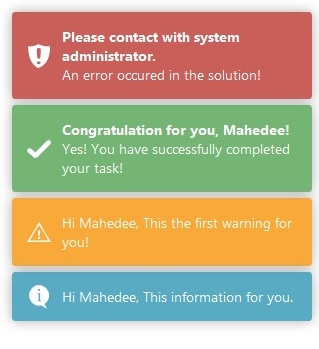 Please contact with system
administrator.
An error occured in the solution!
Congratulation for you, Mahedee!
Yes! You have successfully completed
your task!
Hi Mahedee, This the first warning for
you!
Hi Mahedee, This information for you.